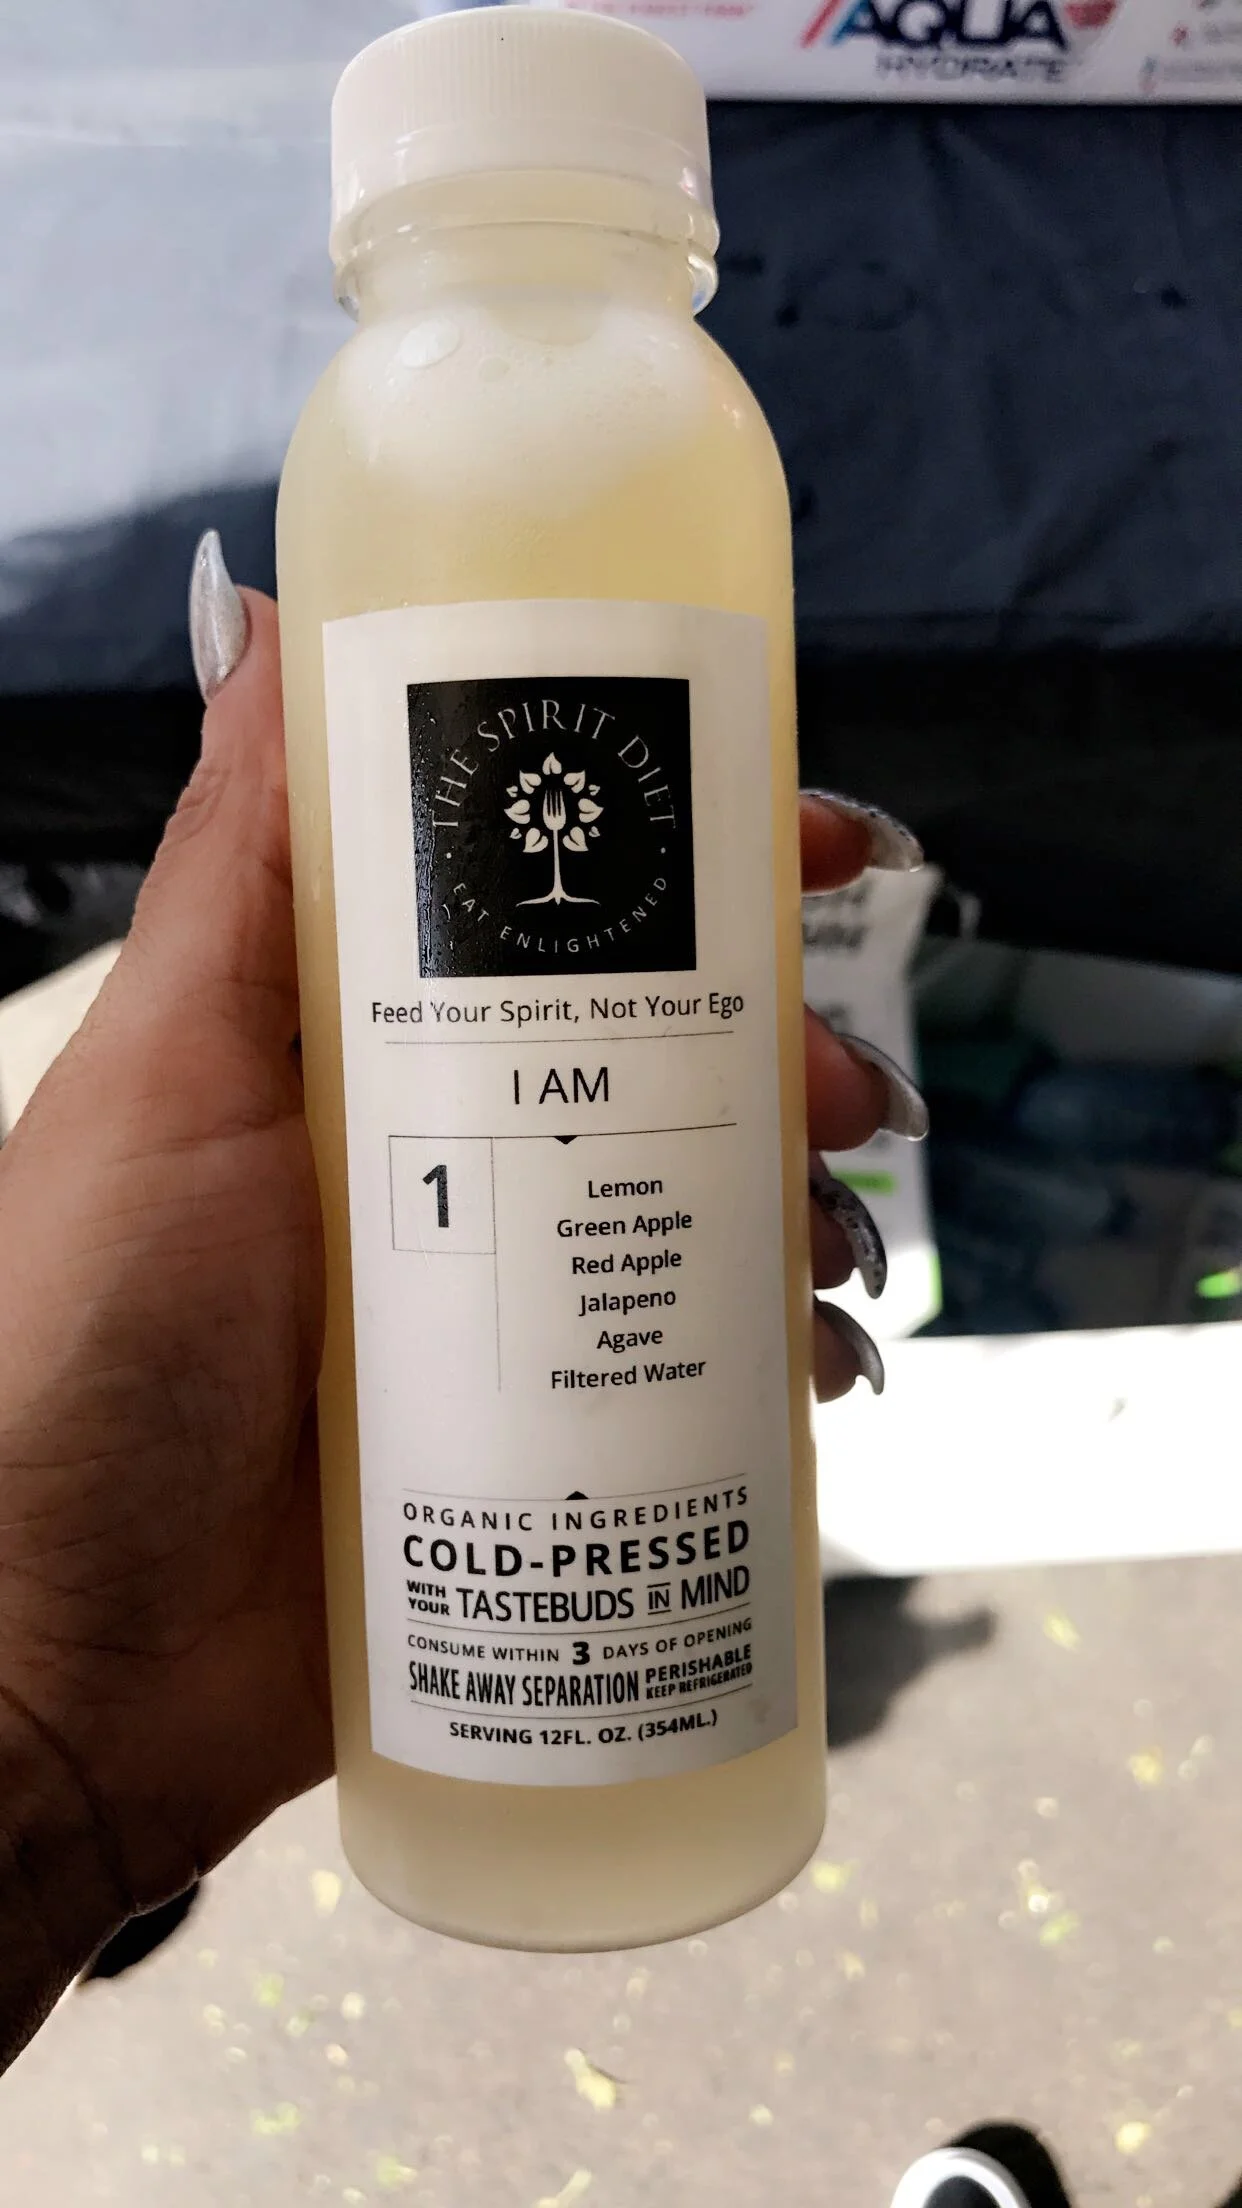 AQUA
HYDRATE
THE SPIRIT DIET
EAT ENLIGHTENED
Feed Your Spirit, Not Your Ego
I AM
1
Lemon
Green Apple
Red Apple
Jalapeno
Agave
Filtered Water
ORGANIC INGREDIENTS
COLD-PRESSED
WITH YOUR TASTEBUDS IN MIND
CONSUME WITHIN 3 DAYS OF OPENING
SHAKE AWAY SEPARATION PERISHABLE KEEP REFRIGERATED
SERVING 12FL. OZ. (354ML.)